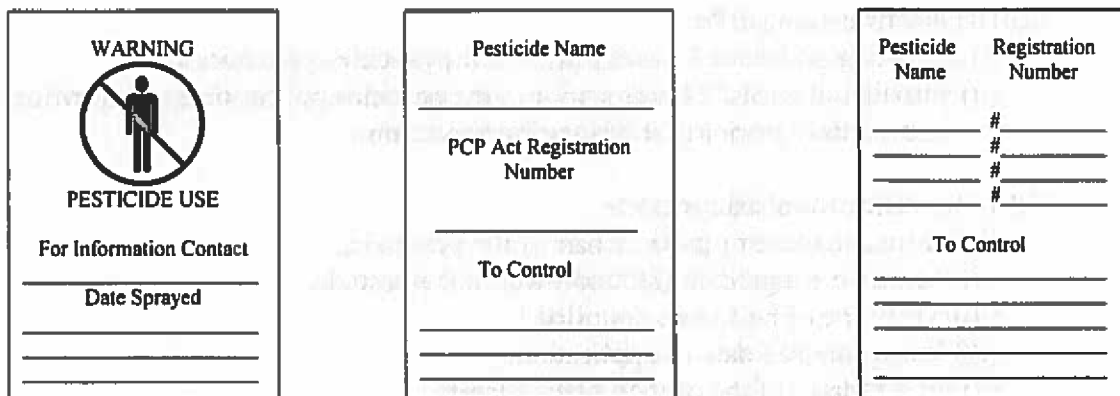 WARNING
PESTICIDE USE
For Information Contact
Date Sprayed
Pesticide Name
PCP Act Registration
Number
To Control
Pesticide Registration
Name Number
#
#
#
#
To Control